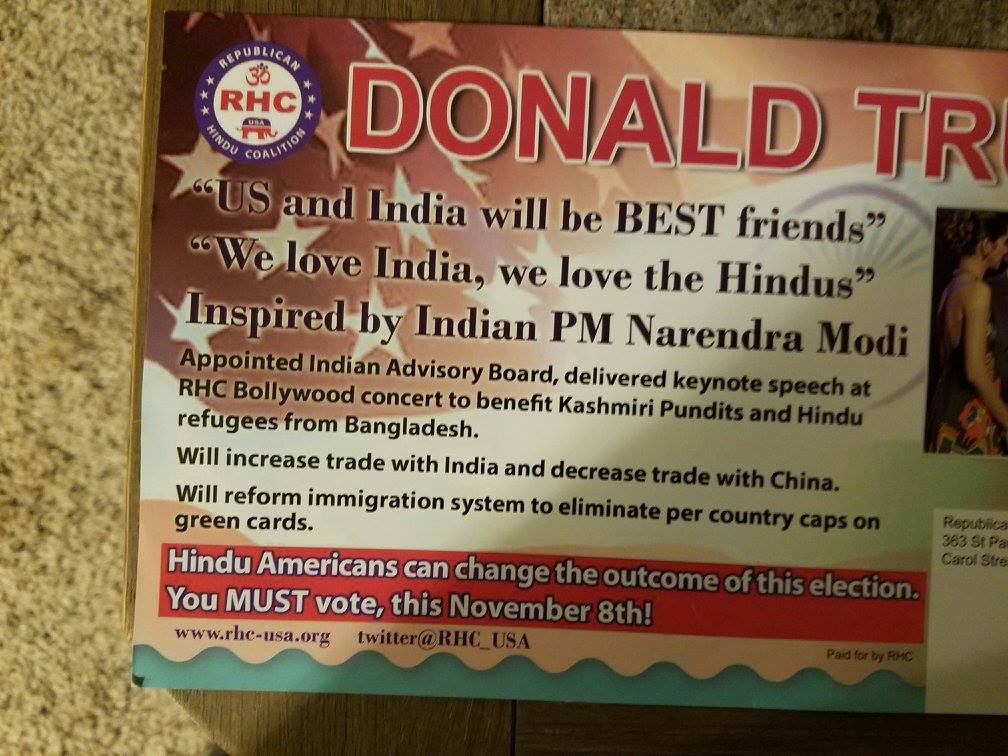 REPUBLICAN
ॐ
RHC
USA
HINDU COALITION
DONALD TRU
“US and India will be BEST friends”
“We love India, we love the Hindus”
Inspired by Indian PM Narendra Modi
Appointed Indian Advisory Board, delivered keynote speech at
RHC Bollywood concert to benefit Kashmiri Pundits and Hindu
refugees from Bangladesh.
Will increase trade with India and decrease trade with China.
Will reform immigration system to eliminate per country caps on
green cards.
Hindu Americans can change the outcome of this election.
You MUST vote, this November 8th!
www.rhc-usa.org twitter@RHC_USA
Paid for by RHC
Republica
363 St Pa
Carol Stre